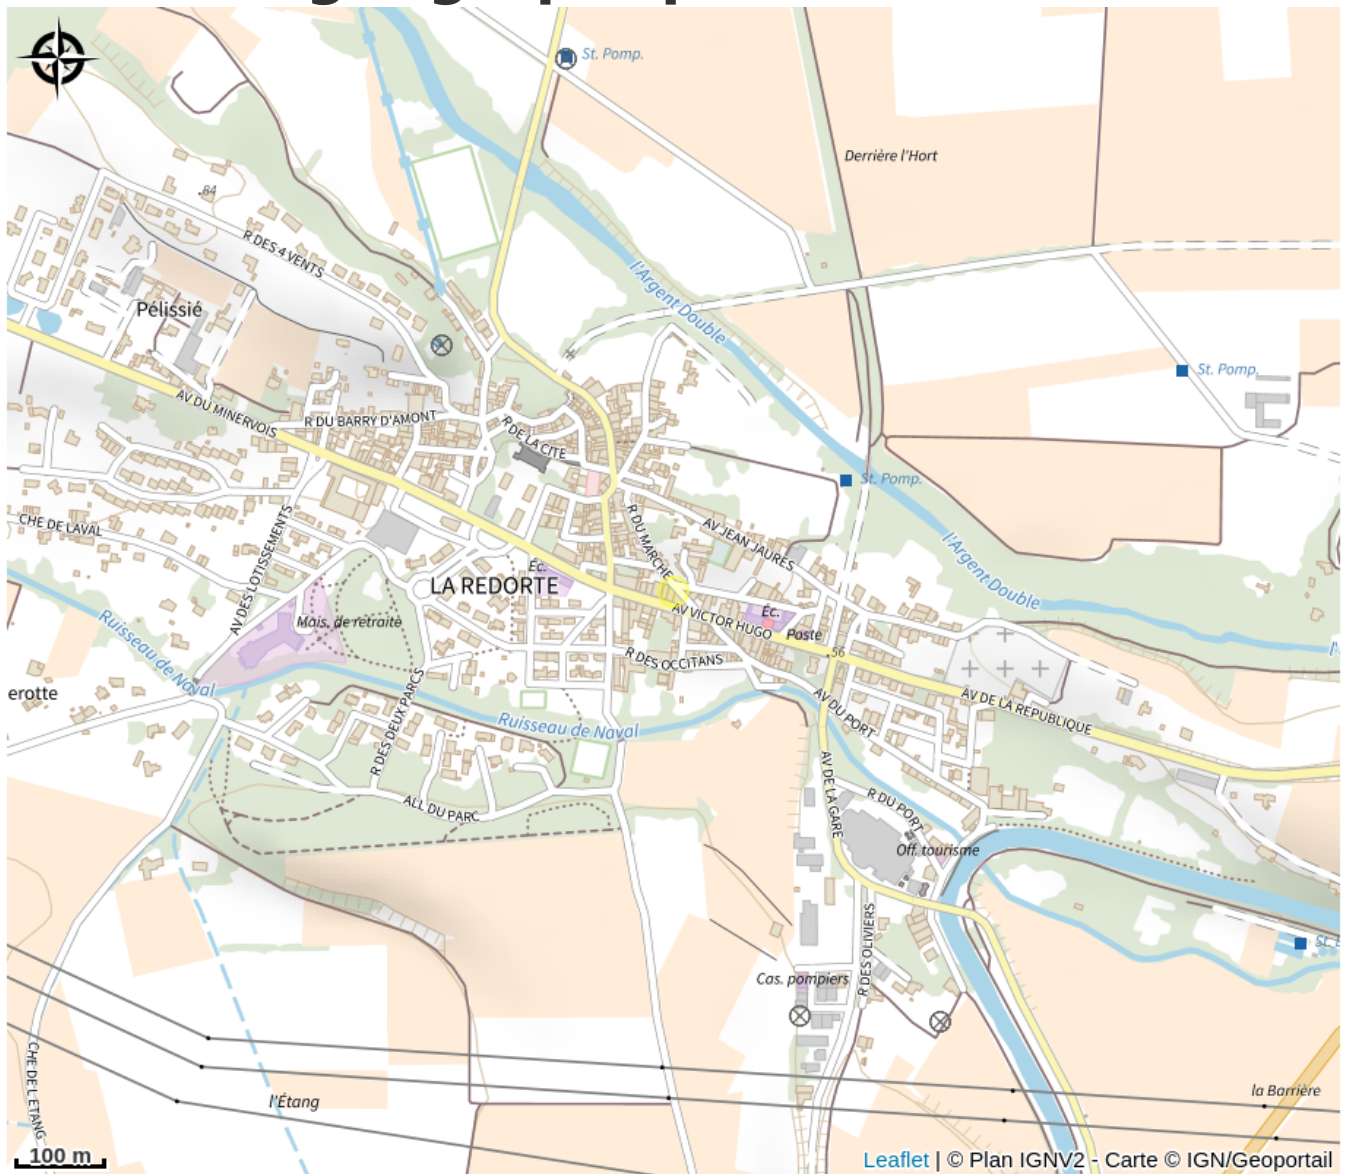 St. Pomp.
Derrière l'Hort
84
R DES 4 VENTS
l'Argent Double
Pélissié
St. Pomp.
AV DU MINERVOIS
R DU BARRY D'AMONT
R DE LA CITE
St. Pomp.
CHE DE LAVAL
AV DES LOTISSEMENTS
R DU MARCHE
AV JEAN JAURES
l'Argent Double
Éc.
LA REDORTE
Mais. de retraite
AV VICTOR HUGO
Éc.
Poste
56
Ruisseau de Naval
R DES OCCITANS
erotte
R DES DEUX PARCS
AV DU PORT
AV DE LA REPUBLIQUE
Ruisseau de Naval
AV DE LA GARE
R DU PORT
ALL DU PARC
Off. tourisme
R DES OLIVIERS
Cas. pompiers
CHE DE L ETANG
l'Étang
la Barrière
100 m
Leaflet | © Plan IGNV2 - Carte © IGN/Geoportail